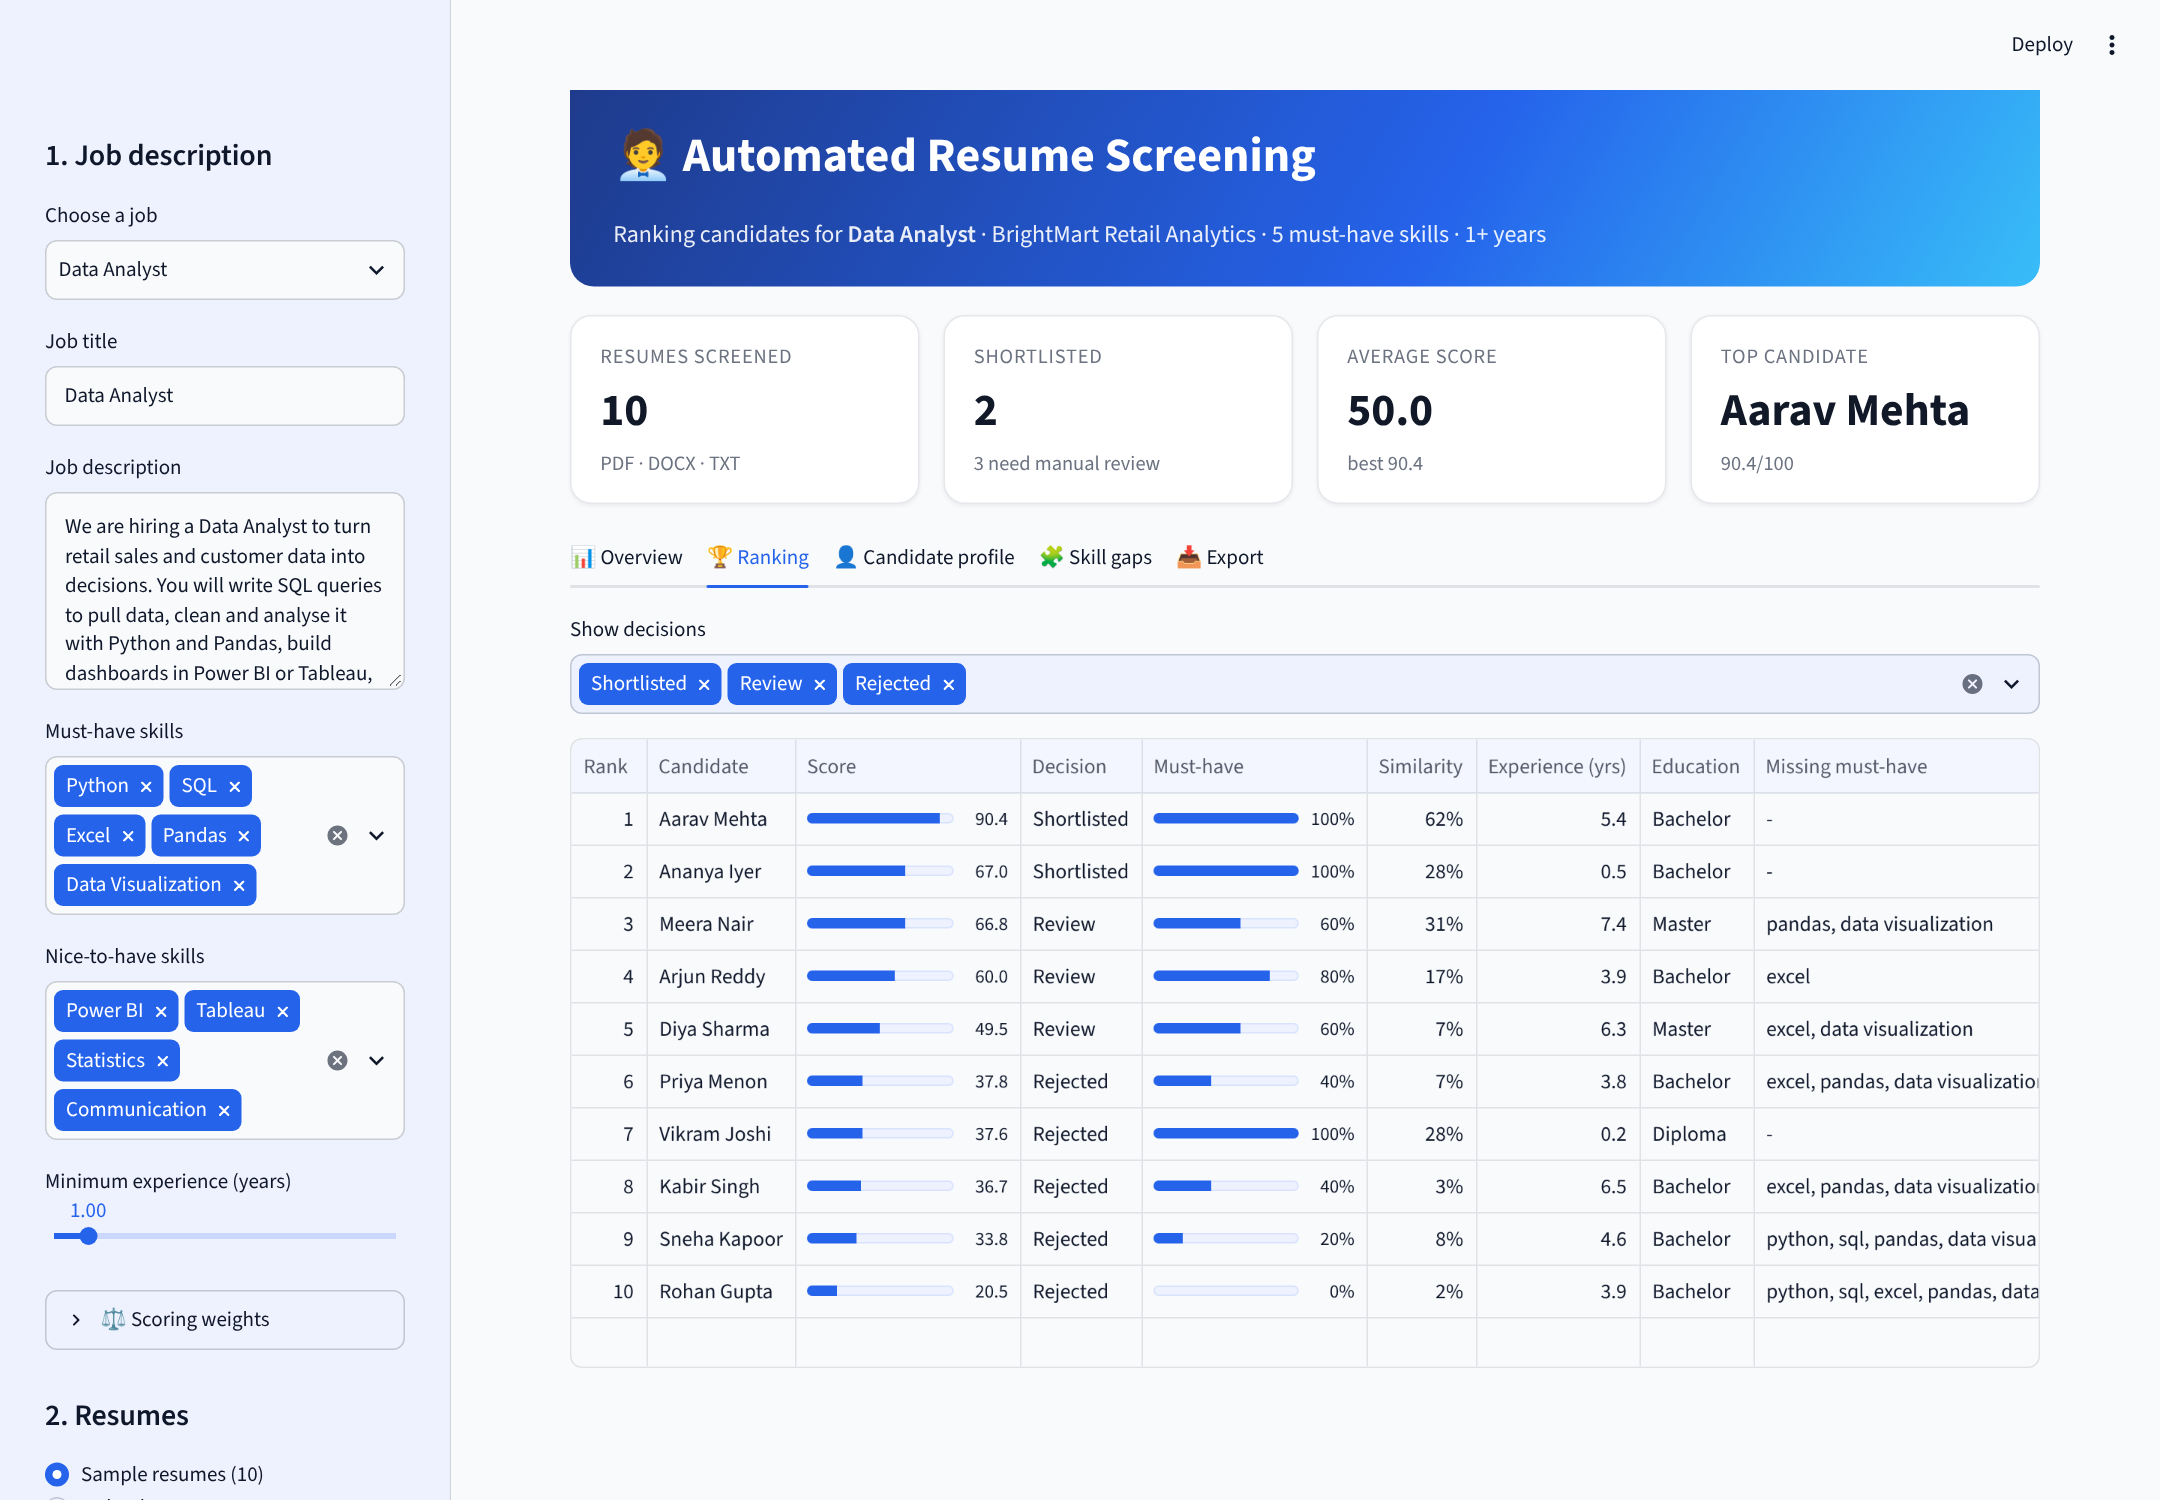 Deploy
1. Job description
Choose a job
Data Analyst
Job title
Data Analyst
Job description
We are hiring a Data Analyst to turn
retail sales and customer data into
decisions. You will write SQL queries
to pull data, clean and analyse it
with Python and Pandas, build
dashboards in Power BI or Tableau,
Must-have skills
Python SQL
Excel Pandas
Data Visualization
Nice-to-have skills
Power BI Tableau
Statistics
Communication
Minimum experience (years)
1.00
Scoring weights
2. Resumes
Sample resumes (10)
Automated Resume Screening
Ranking candidates for Data Analyst · BrightMart Retail Analytics · 5 must-have skills · 1+ years
RESUMES SCREENED
10
PDF · DOCX · TXT
SHORTLISTED
2
3 need manual review
AVERAGE SCORE
50.0
best 90.4
TOP CANDIDATE
Aarav Mehta
90.4/100
Overview Ranking Candidate profile Skill gaps Export
Show decisions
Shortlisted Review Rejected
Rank Candidate Score Decision Must-have Similarity Experience (yrs) Education Missing must-have
1 Aarav Mehta 90.4 Shortlisted 100% 62% 5.4 Bachelor -
2 Ananya Iyer 67.0 Shortlisted 100% 28% 0.5 Bachelor -
3 Meera Nair 66.8 Review 60% 31% 7.4 Master pandas, data visualization
4 Arjun Reddy 60.0 Review 80% 17% 3.9 Bachelor excel
5 Diya Sharma 49.5 Review 60% 7% 6.3 Master excel, data visualization
6 Priya Menon 37.8 Rejected 40% 7% 3.8 Bachelor excel, pandas, data visualization
7 Vikram Joshi 37.6 Rejected 100% 28% 0.2 Diploma -
8 Kabir Singh 36.7 Rejected 40% 3% 6.5 Bachelor excel, pandas, data visualization
9 Sneha Kapoor 33.8 Rejected 20% 8% 4.6 Bachelor python, sql, pandas, data visua
10 Rohan Gupta 20.5 Rejected 0% 2% 3.9 Bachelor python, sql, excel, pandas, data